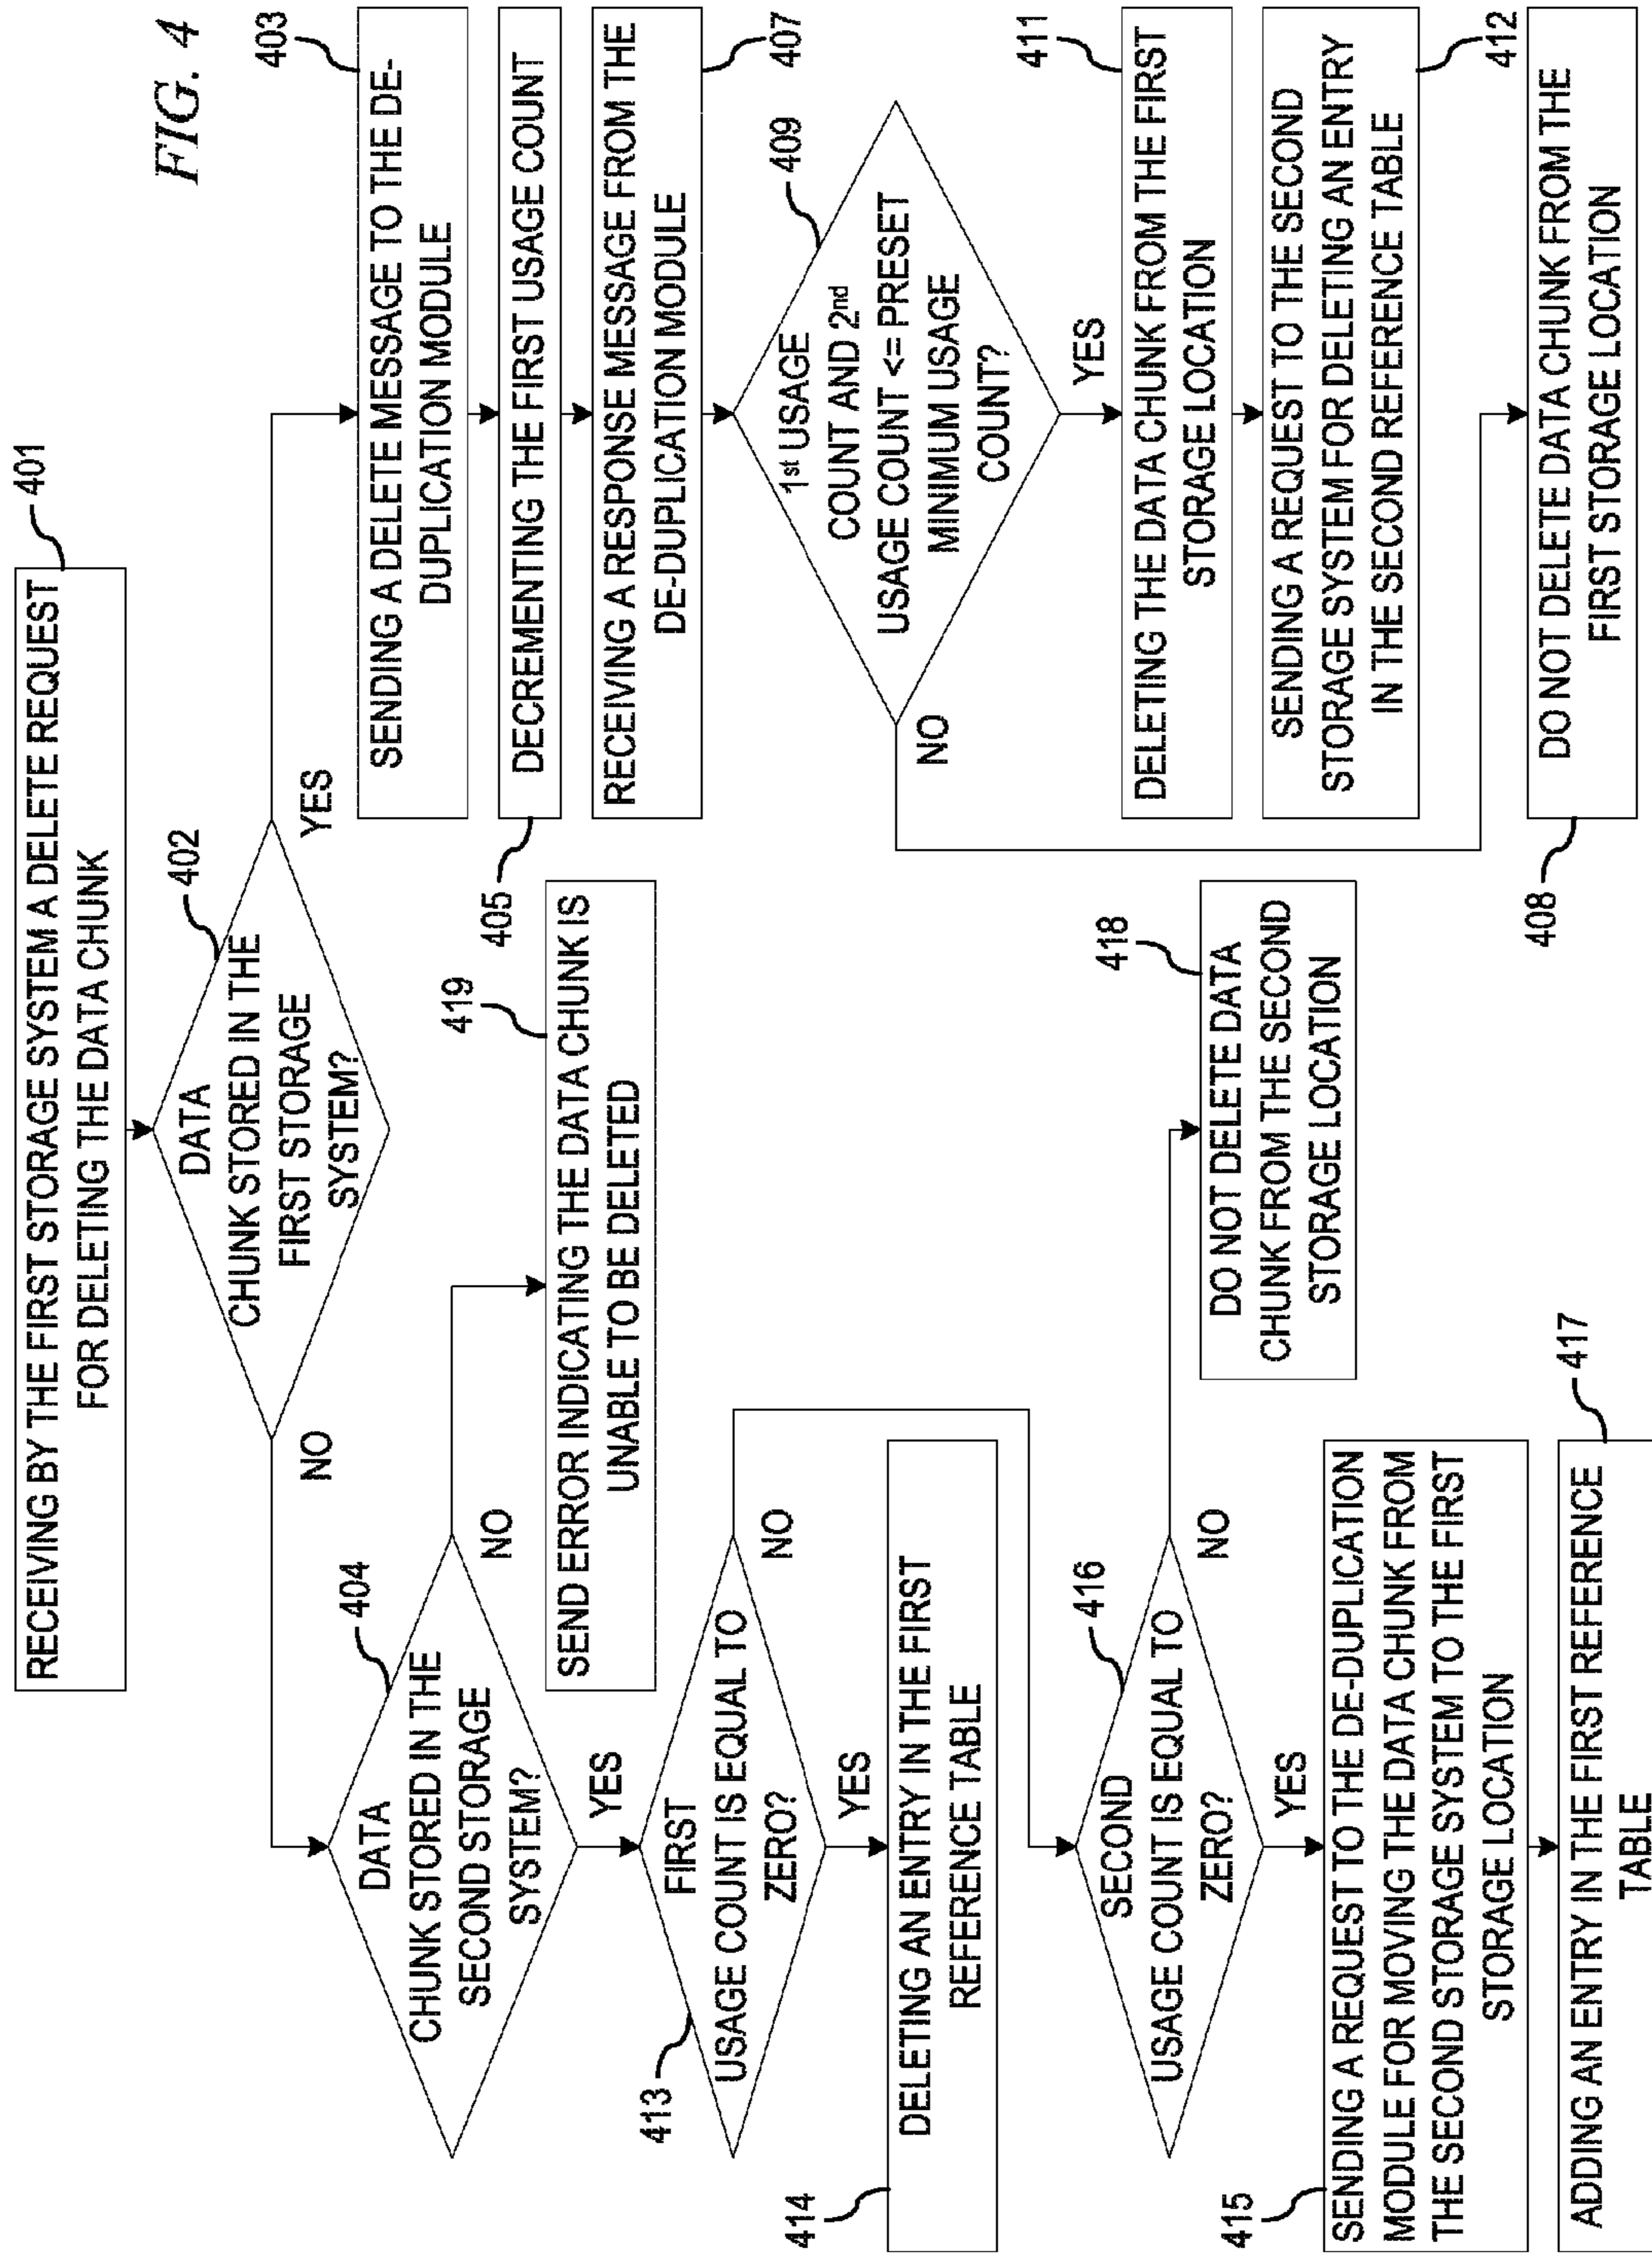 FIG. 4
401
RECEIVING BY THE FIRST STORAGE SYSTEM A DELETE REQUEST
FOR DELETING THE DATA CHUNK
402
DATA
CHUNK STORED IN THE
FIRST STORAGE
SYSTEM?
NO
YES
403
SENDING A DELETE MESSAGE TO THE DE-
DUPLICATION MODULE
405
DECREMENTING THE FIRST USAGE COUNT
407
RECEIVING A RESPONSE MESSAGE FROM THE
DE-DUPLICATION MODULE
409
1st USAGE
COUNT AND 2nd
USAGE COUNT <= PRESET
MINIMUM USAGE
COUNT?
NO
YES
411
DELETING THE DATA CHUNK FROM THE FIRST
STORAGE LOCATION
412
SENDING A REQUEST TO THE SECOND
STORAGE SYSTEM FOR DELETING AN ENTRY
IN THE SECOND REFERENCE TABLE
408
DO NOT DELETE DATA CHUNK FROM THE
FIRST STORAGE LOCATION
404
DATA
CHUNK STORED IN THE
SECOND STORAGE
SYSTEM?
NO
YES
419
SEND ERROR INDICATING THE DATA CHUNK IS
UNABLE TO BE DELETED
413
FIRST
USAGE COUNT IS EQUAL TO
ZERO?
NO
YES
414
DELETING AN ENTRY IN THE FIRST
REFERENCE TABLE
416
SECOND
USAGE COUNT IS EQUAL TO
ZERO?
NO
YES
418
DO NOT DELETE DATA
CHUNK FROM THE SECOND
STORAGE LOCATION
415
SENDING A REQUEST TO THE DE-DUPLICATION
MODULE FOR MOVING THE DATA CHUNK FROM
THE SECOND STORAGE SYSTEM TO THE FIRST
STORAGE LOCATION
417
ADDING AN ENTRY IN THE FIRST REFERENCE
TABLE